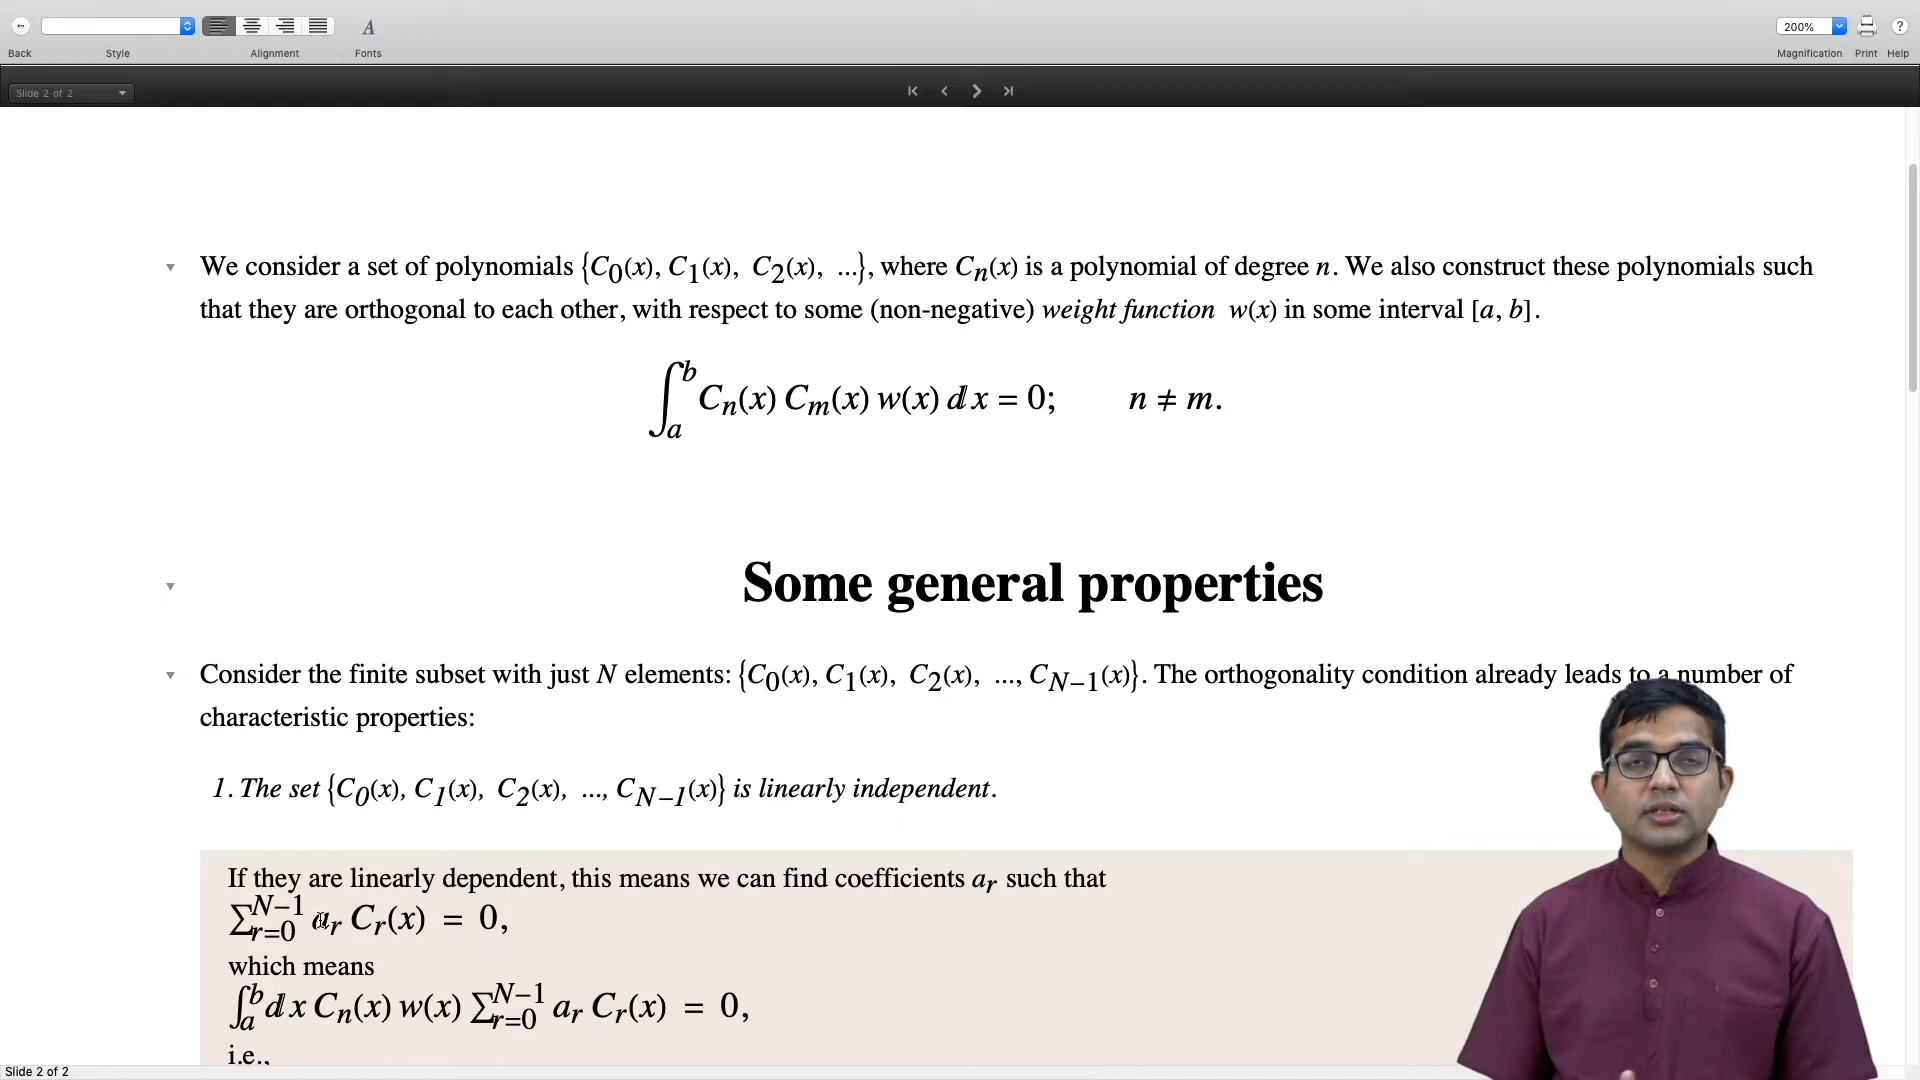 200%
Back Style Alignment Fonts Magnification Print Help
Slide 2 of 2
We consider a set of polynomials {C₀(x), C₁(x), C₂(x), ...}, where Cₙ(x) is a polynomial of degree n. We also construct these polynomials such
that they are orthogonal to each other, with respect to some (non-negative) weight function w(x) in some interval [a, b].
∫ₐᵇ Cₙ(x) Cₘ(x) w(x) ⅆx = 0; n ≠ m.
Some general properties
Consider the finite subset with just N elements: {C₀(x), C₁(x), C₂(x), ..., C_{N−1}(x)}. The orthogonality condition already leads to a number of
characteristic properties:
1. The set {C₀(x), C₁(x), C₂(x), ..., C_{N−1}(x)} is linearly independent.
If they are linearly dependent, this means we can find coefficients aᵣ such that
∑_{r=0}^{N−1} aᵣ Cᵣ(x) = 0,
which means
∫ₐᵇ ⅆx Cₙ(x) w(x) ∑_{r=0}^{N−1} aᵣ Cᵣ(x) = 0,
i.e.,
Slide 2 of 2